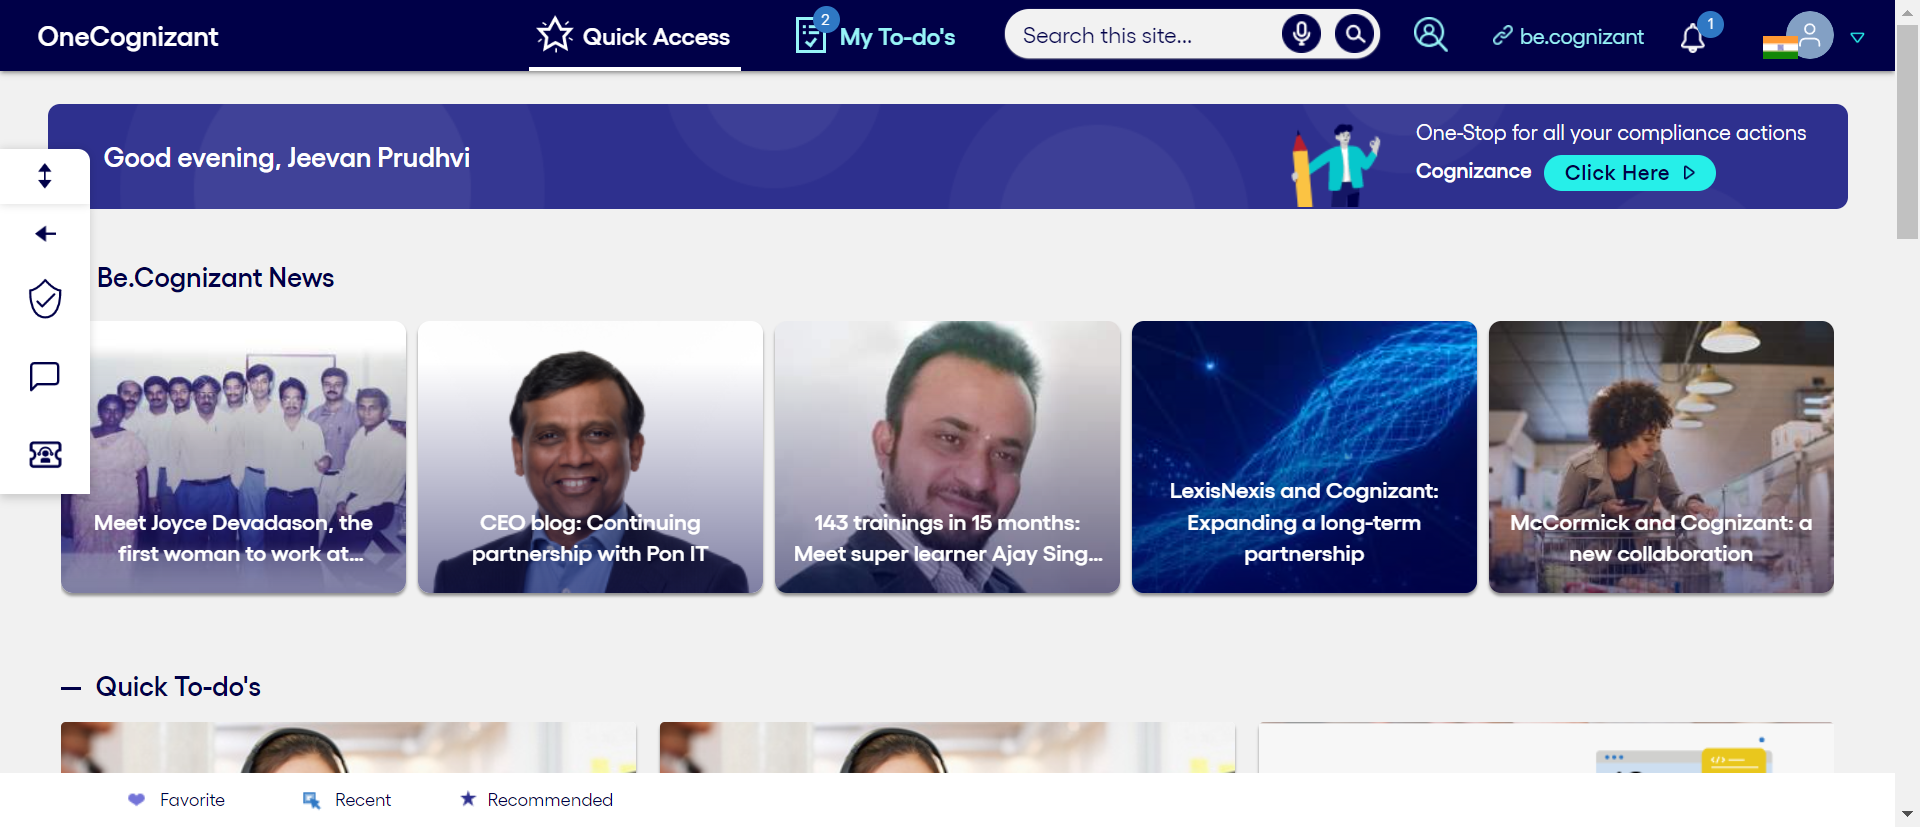 OneCognizant
Quick Access
2
My To-do's
Search this site...
be.cognizant
1
Good evening, Jeevan Prudhvi
One-Stop for all your compliance actions
Cognizance
Click Here
Be.Cognizant News
Meet Joyce Devadason, the
first woman to work at...
CEO blog: Continuing
partnership with Pon IT
143 trainings in 15 months:
Meet super learner Ajay Sing...
LexisNexis and Cognizant:
Expanding a long-term
partnership
McCormick and Cognizant: a
new collaboration
Quick To-do's
</>
Favorite
Recent
Recommended